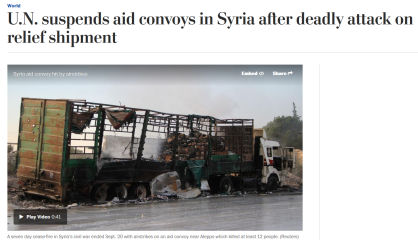 World
U.N. suspends aid convoys in Syria after deadly attack on
relief shipment
Syria aid convoy hit by airstrikes
Embed
Share
Play Video 0:41
A seven day ceasefire in Syria's civil war ended Sept. 20 with airstrikes on an aid convoy near Aleppo which killed at least 12 people. (Reuters)